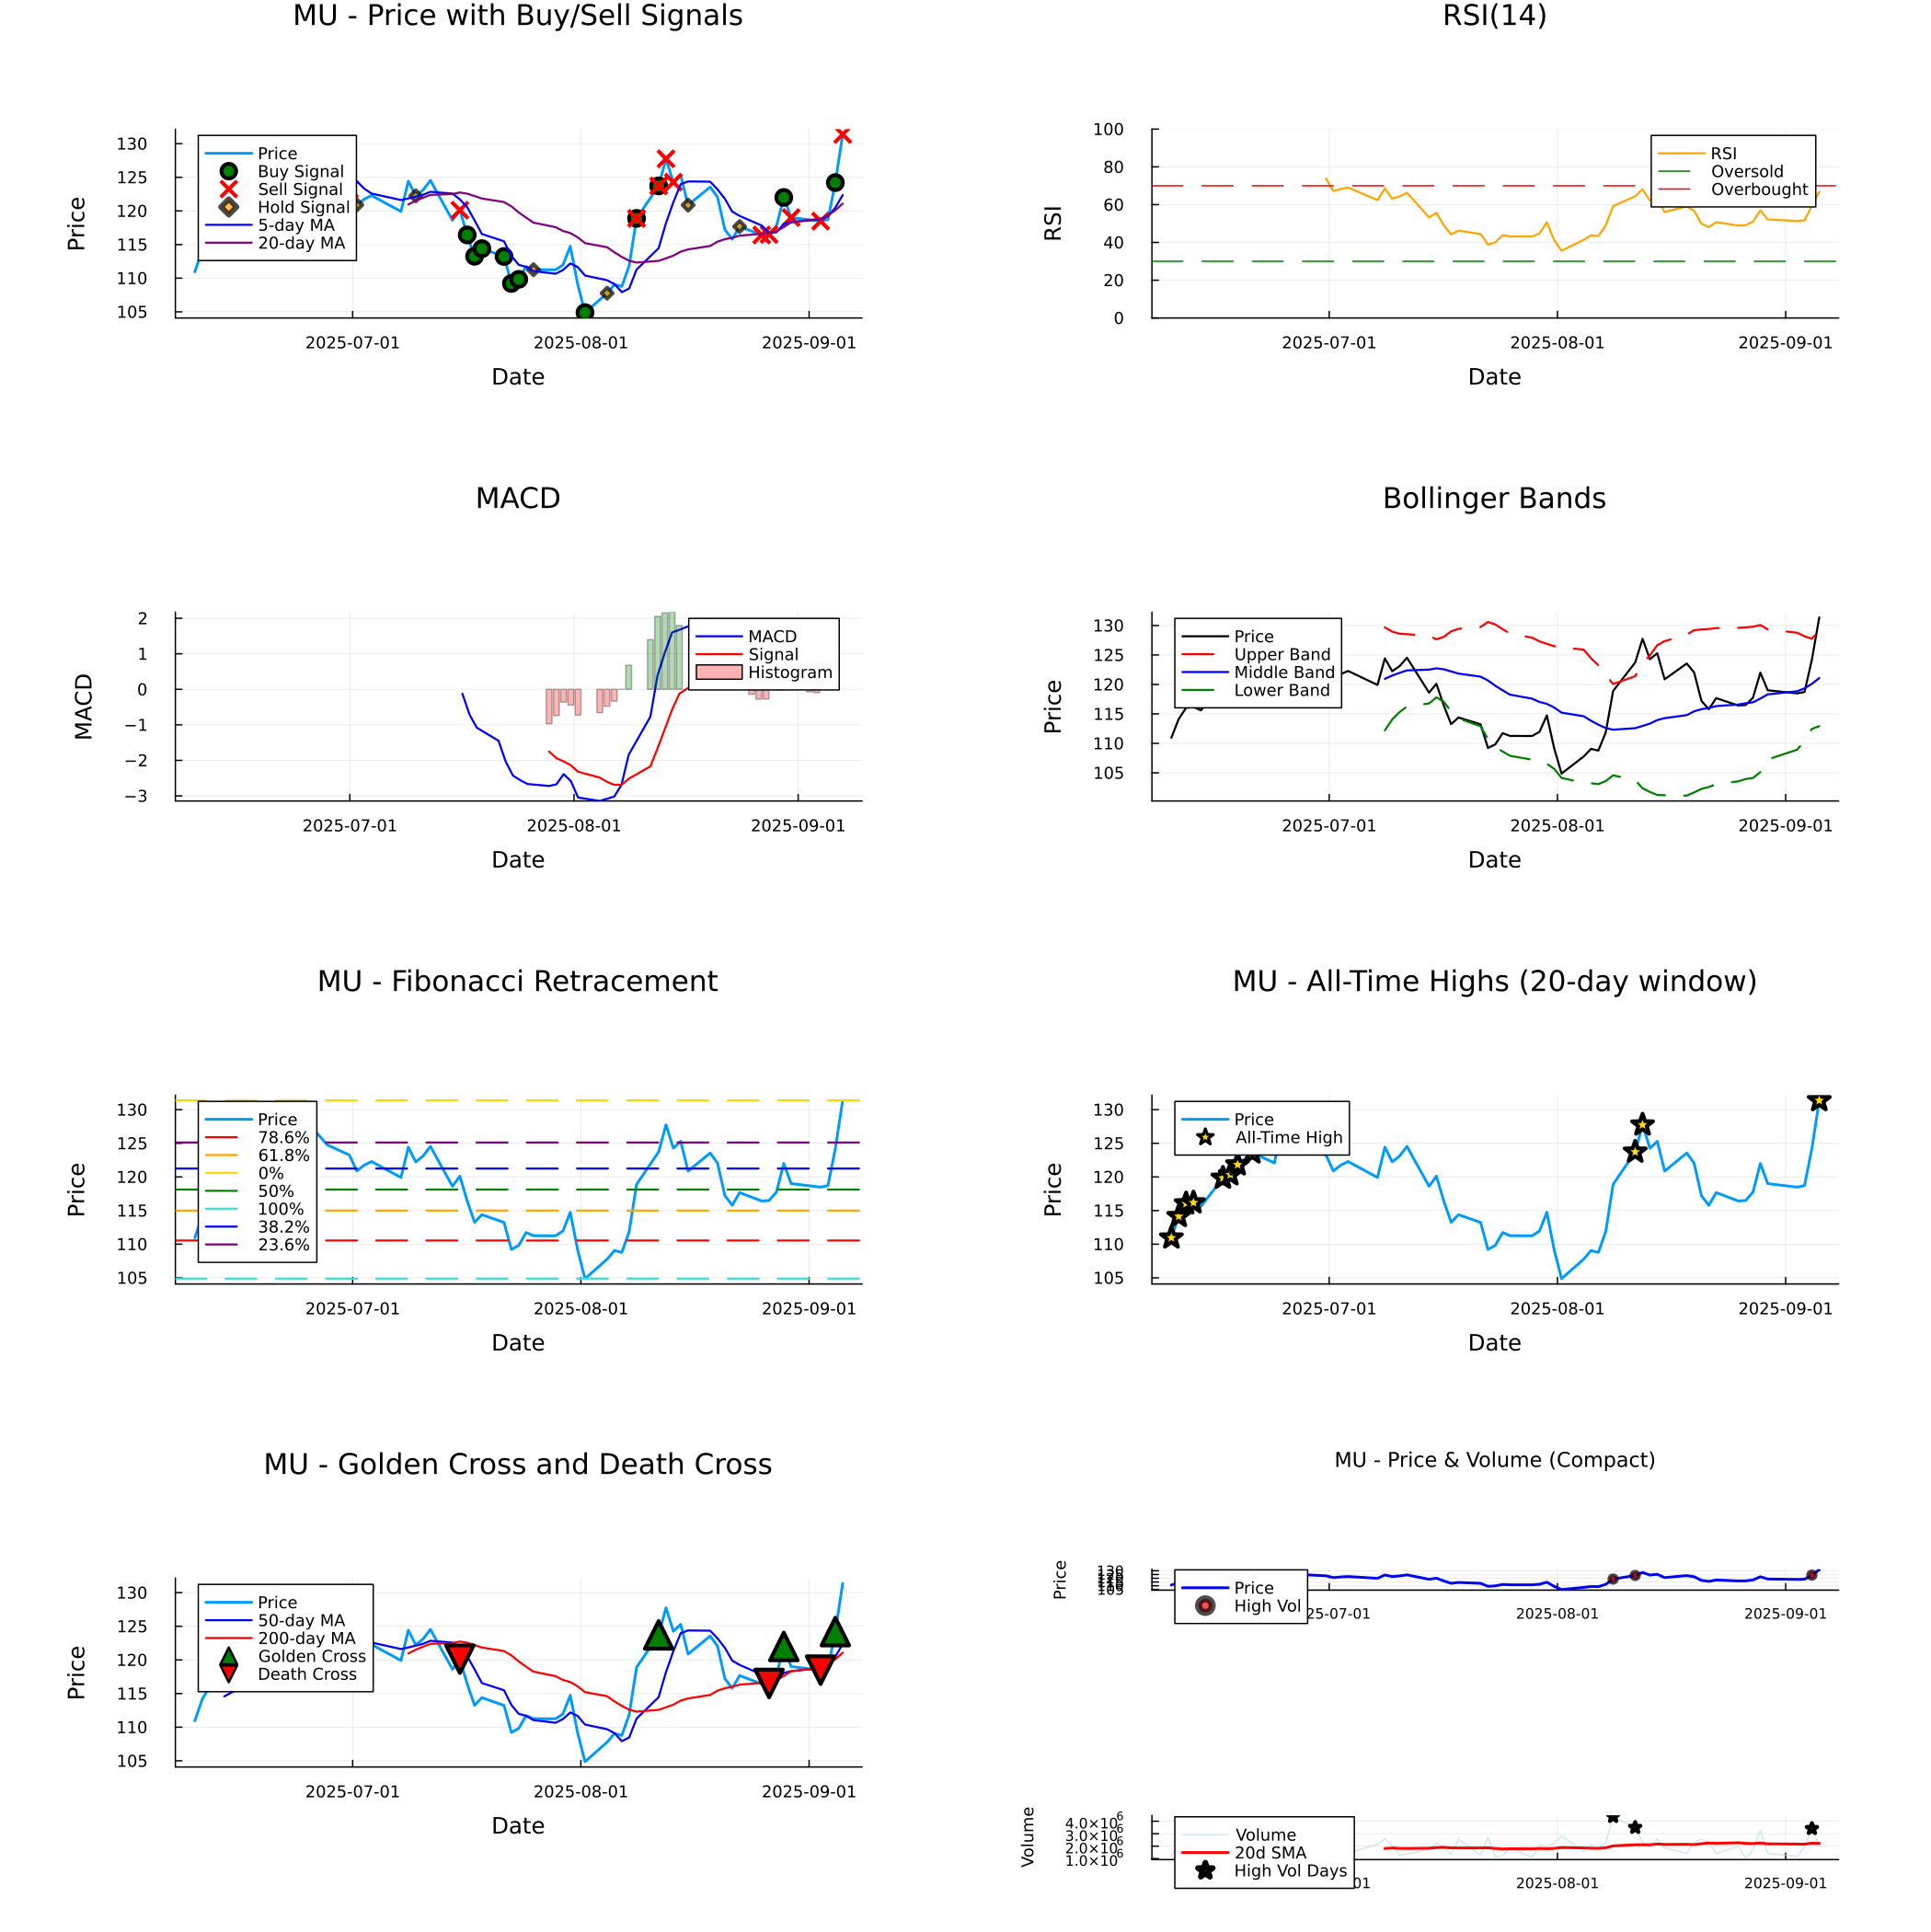 MU - Price with Buy/Sell Signals
Price
130
125
120
115
110
105
Price
Buy Signal
Sell Signal
Hold Signal
5-day MA
20-day MA
2025-07-01
2025-08-01
2025-09-01
Date
RSI(14)
RSI
100
80
60
40
20
0
RSI
Oversold
Overbought
2025-07-01
2025-08-01
2025-09-01
Date
MACD
MACD
2
1
0
−1
−2
−3
MACD
Signal
Histogram
2025-07-01
2025-08-01
2025-09-01
Date
Bollinger Bands
Price
130
125
120
115
110
105
Price
Upper Band
Middle Band
Lower Band
2025-07-01
2025-08-01
2025-09-01
Date
MU - Fibonacci Retracement
Price
130
125
120
115
110
105
Price
78.6%
61.8%
0%
50%
100%
38.2%
23.6%
2025-07-01
2025-08-01
2025-09-01
Date
MU - All-Time Highs (20-day window)
Price
130
125
120
115
110
105
Price
All-Time High
2025-07-01
2025-08-01
2025-09-01
Date
MU - Golden Cross and Death Cross
Price
130
125
120
115
110
105
Price
50-day MA
200-day MA
Golden Cross
Death Cross
2025-07-01
2025-08-01
2025-09-01
Date
MU - Price & Volume (Compact)
Price
130
105
Price
High Vol
25-07-01
2025-08-01
2025-09-01
Volume
4.0×10⁶
3.0×10⁶
2.0×10⁶
1.0×10⁶
Volume
20d SMA
High Vol Days
01
2025-08-01
2025-09-01